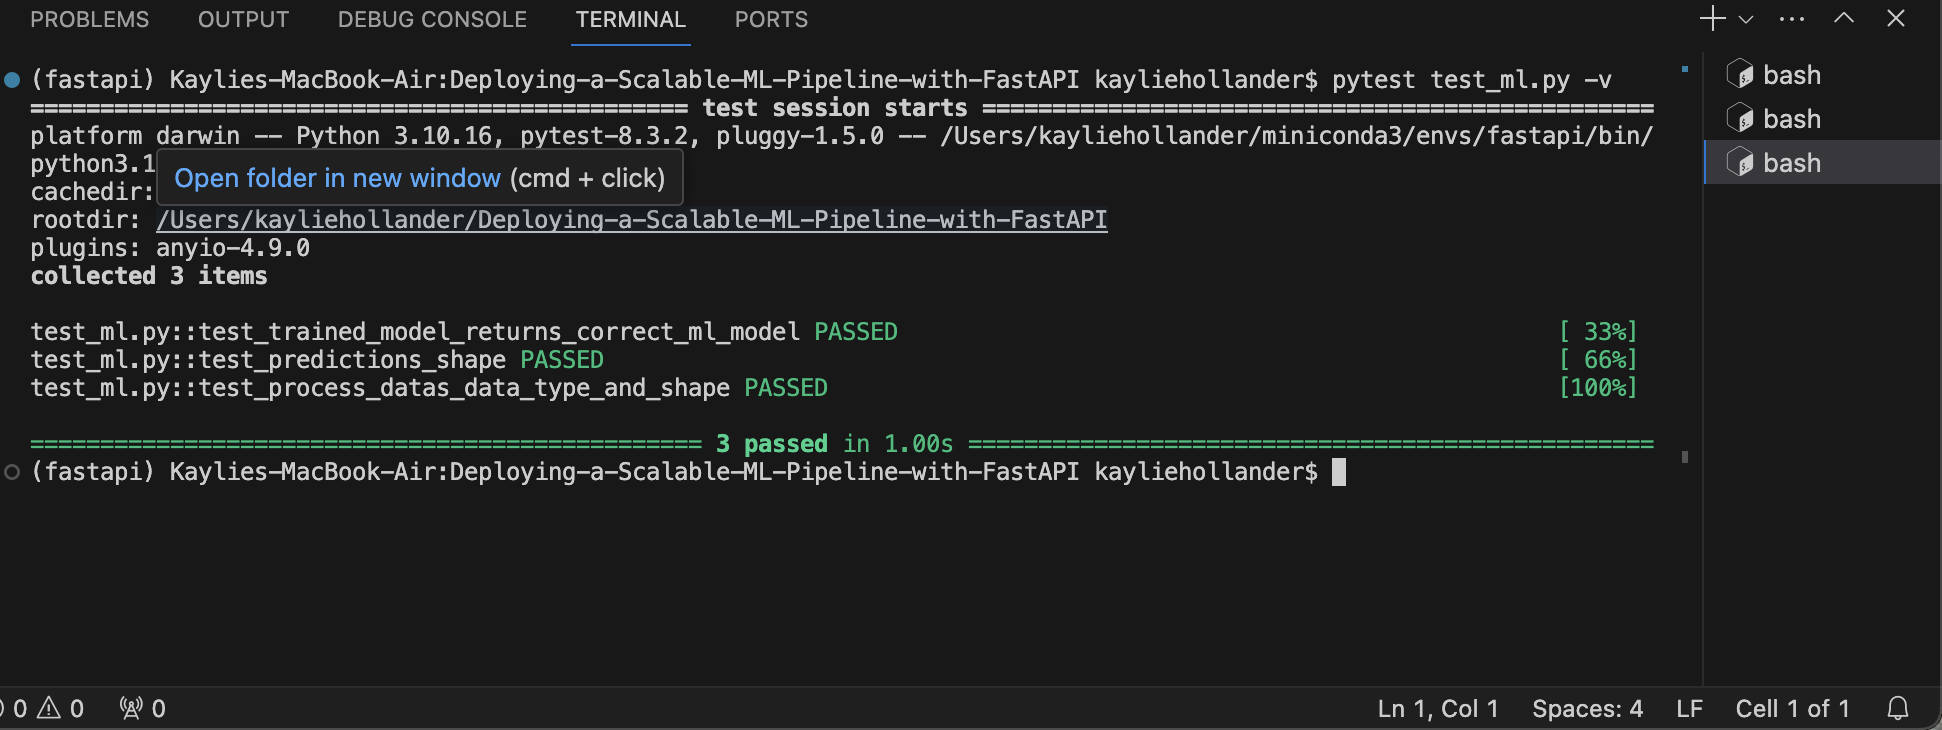 PROBLEMS OUTPUT DEBUG CONSOLE TERMINAL PORTS
(fastapi) Kaylies-MacBook-Air:Deploying-a-Scalable-ML-Pipeline-with-FastAPI kayliehollander$ pytest test_ml.py -v
=============================================== test session starts ================================================
platform darwin -- Python 3.10.16, pytest-8.3.2, pluggy-1.5.0 -- /Users/kayliehollander/miniconda3/envs/fastapi/bin/
python3.1
Open folder in new window (cmd + click)
cachedir:
rootdir: /Users/kayliehollander/Deploying-a-Scalable-ML-Pipeline-with-FastAPI
plugins: anyio-4.9.0
collected 3 items
test_ml.py::test_trained_model_returns_correct_ml_model PASSED [ 33%]
test_ml.py::test_predictions_shape PASSED [ 66%]
test_ml.py::test_process_datas_data_type_and_shape PASSED [100%]
================================================ 3 passed in 1.00s =================================================
(fastapi) Kaylies-MacBook-Air:Deploying-a-Scalable-ML-Pipeline-with-FastAPI kayliehollander$
bash
bash
bash
0 0 0 Ln 1, Col 1 Spaces: 4 LF Cell 1 of 1